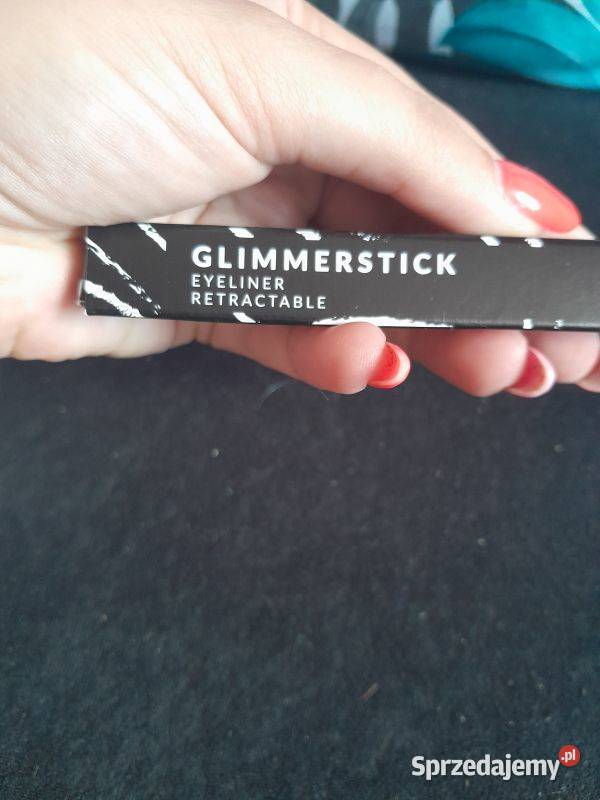 GLIMMERSTICK
EYELINER
RETRACTABLE
Sprzedajemy.pl